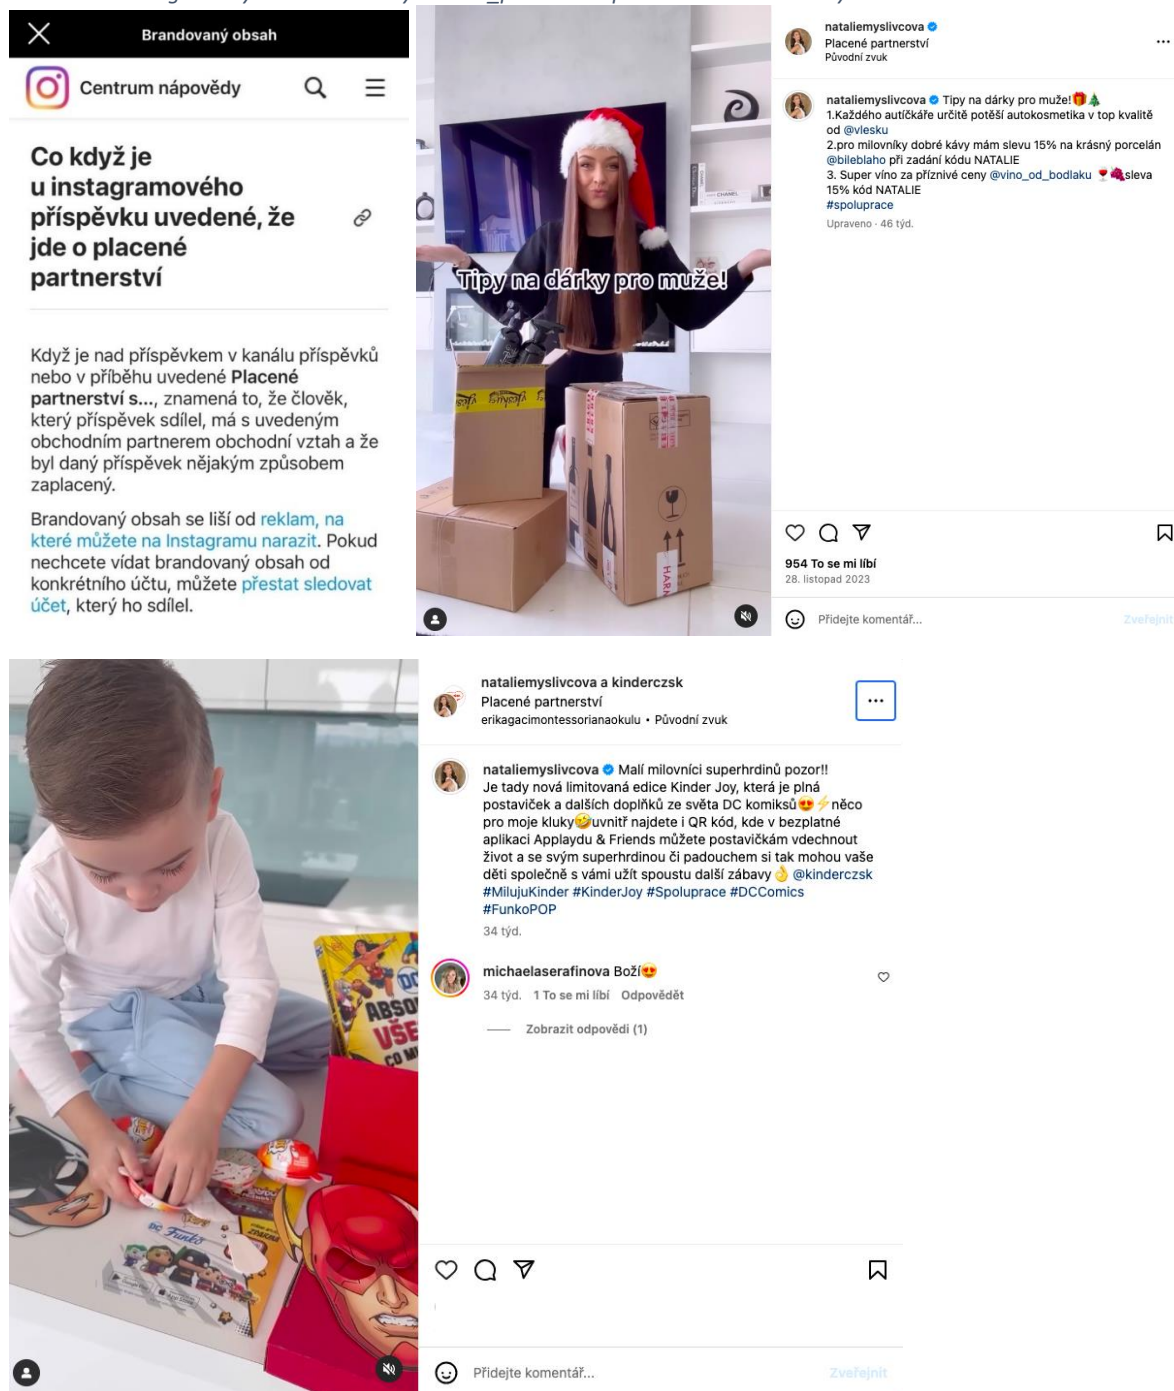 Brandovaný obsah
Centrum nápovědy
Co když je
u instagramového
příspěvku uvedené, že
jde o placené
partnerství
Když je nad příspěvkem v kanálu příspěvků
nebo v příběhu uvedené Placené
partnerství s..., znamená to, že člověk,
který příspěvek sdílel, má s uvedeným
obchodním partnerem obchodní vztah a že
byl daný příspěvek nějakým způsobem
zaplacený.
Brandovaný obsah se liší od reklam, na
které můžete na Instagramu narazit. Pokud
nechcete vídat brandovaný obsah od
konkrétního účtu, můžete přestat sledovat
účet, který ho sdílel.
CHANEL
Tipy na dárky pro muže!
HARM
nataliemyslivcova
Placené partnerství
Původní zvuk
nataliemyslivcova Tipy na dárky pro muže!🎁🎄
1.Každého autíčkáře určitě potěší autokosmetika v top kvalitě
od @vlesku
2.pro milovníky dobré kávy mám slevu 15% na krásný porcelán
@bileblaho při zadání kódu NATALIE
3. Super víno za příznivé ceny @vino_od_bodlaku 🍷🍇sleva
15% kód NATALIE
#spoluprace
Upraveno · 46 týd.
954 To se mi líbí
28. listopad 2023
Přidejte komentář...
Zveřejnit
DC
ABSO
VŠE
CO M
DC Funko
nataliemyslivcova a kinderczsk
Placené partnerství
erikagacimontessorianaokulu • Původní zvuk
nataliemyslivcova Malí milovníci superhrdinů pozor!!
Je tady nová limitovaná edice Kinder Joy, která je plná
postaviček a dalších doplňků ze světa DC komiksů😍⚡něco
pro moje kluky🤣uvnitř najdete i QR kód, kde v bezplatné
aplikaci Applaydu & Friends můžete postavičkám vdechnout
život a se svým superhrdinou či padouchem si tak mohou vaše
děti společně s vámi užít spoustu další zábavy👌 @kinderczsk
#MilujuKinder #KinderJoy #Spoluprace #DCComics
#FunkoPOP
34 týd.
michaelaserafinova Boží😍
34 týd. 1 To se mi líbí Odpovědět
Zobrazit odpovědi (1)
Přidejte komentář...
Zveřejnit